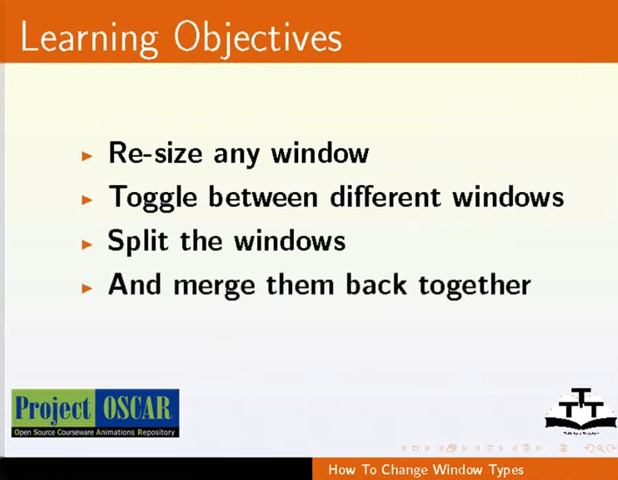 Learning Objectives
Re-size any window
Toggle between different windows
Split the windows
And merge them back together
Project OSCAR
Open Source Courseware Animations Repository
How To Change Window Types